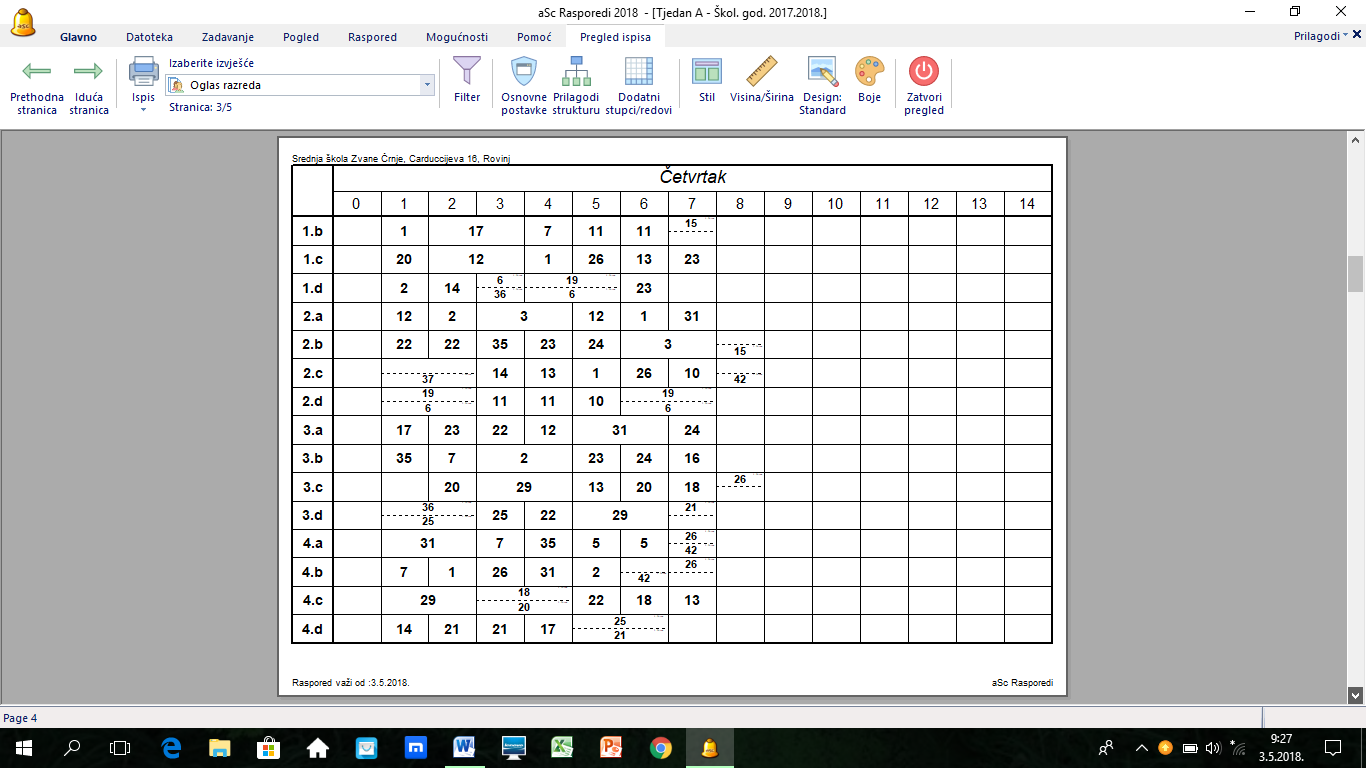 aSc Rasporedi 2018 - [Tjedan A - Škol. god. 2017.2018.]
Glavno Datoteka Zadavanje Pogled Raspored Mogućnosti Pomoć Pregled ispisa Prilagodi
Prethodna stranica Iduća stranica Ispis Izaberite izvješće
Oglas razreda
Stranica: 3/5
Filter Osnovne postavke Prilagodi strukturu Dodatni stupci/redovi Stil Visina/Širina Design: Standard Boje Zatvori pregled
Srednja škola Zvane Črnje, Carduccijeva 16, Rovinj
Četvrtak
0 1 2 3 4 5 6 7 8 9 10 11 12 13 14
1.b 1 17 7 11 11 15
1.c 20 12 1 26 13 23
1.d 2 14 6 36 19 6 23
2.a 12 2 3 12 1 31
2.b 22 22 35 23 24 3 15
2.c 37 14 13 1 26 10 42
2.d 19 6 11 11 10 19 6
3.a 17 23 22 12 31 24
3.b 35 7 2 23 24 16
3.c 20 29 13 20 18 26
3.d 36 25 25 22 29 21
4.a 31 7 35 5 5 26 42
4.b 7 1 26 31 2 42 26
4.c 29 18 20 22 18 13
4.d 14 21 21 17 25 21
Raspored važi od :3.5.2018. aSc Rasporedi
Page 4
9:27
3.5.2018.